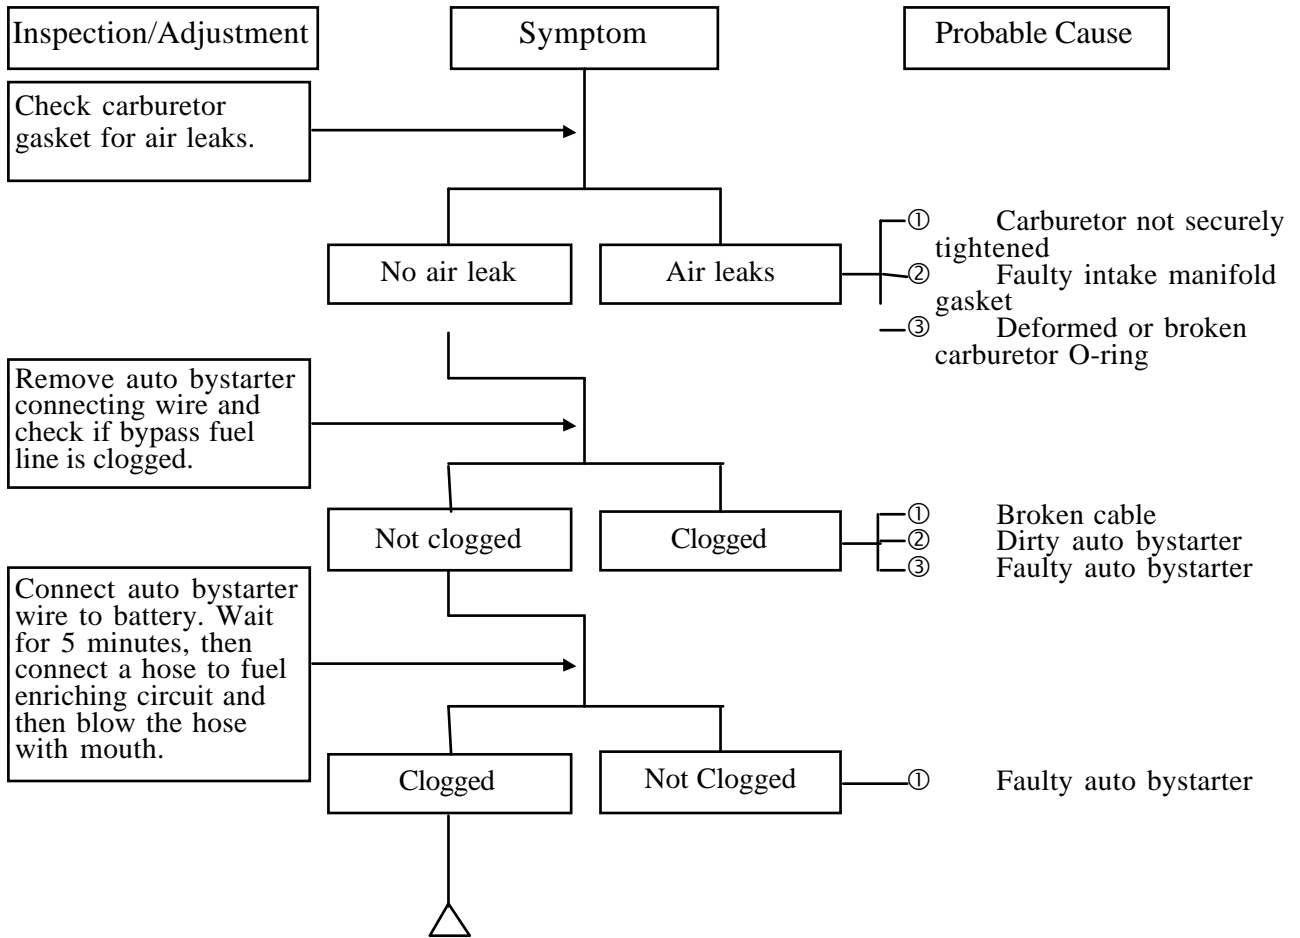 Inspection/Adjustment
Symptom
Probable Cause
Check carburetor
gasket for air leaks.
No air leak
Air leaks
① Carburetor not securely
tightened
② Faulty intake manifold
gasket
③ Deformed or broken
carburetor O-ring
Remove auto bystarter
connecting wire and
check if bypass fuel
line is clogged.
Not clogged
Clogged
① Broken cable
② Dirty auto bystarter
③ Faulty auto bystarter
Connect auto bystarter
wire to battery. Wait
for 5 minutes, then
connect a hose to fuel
enriching circuit and
then blow the hose
with mouth.
Clogged
Not Clogged
① Faulty auto bystarter